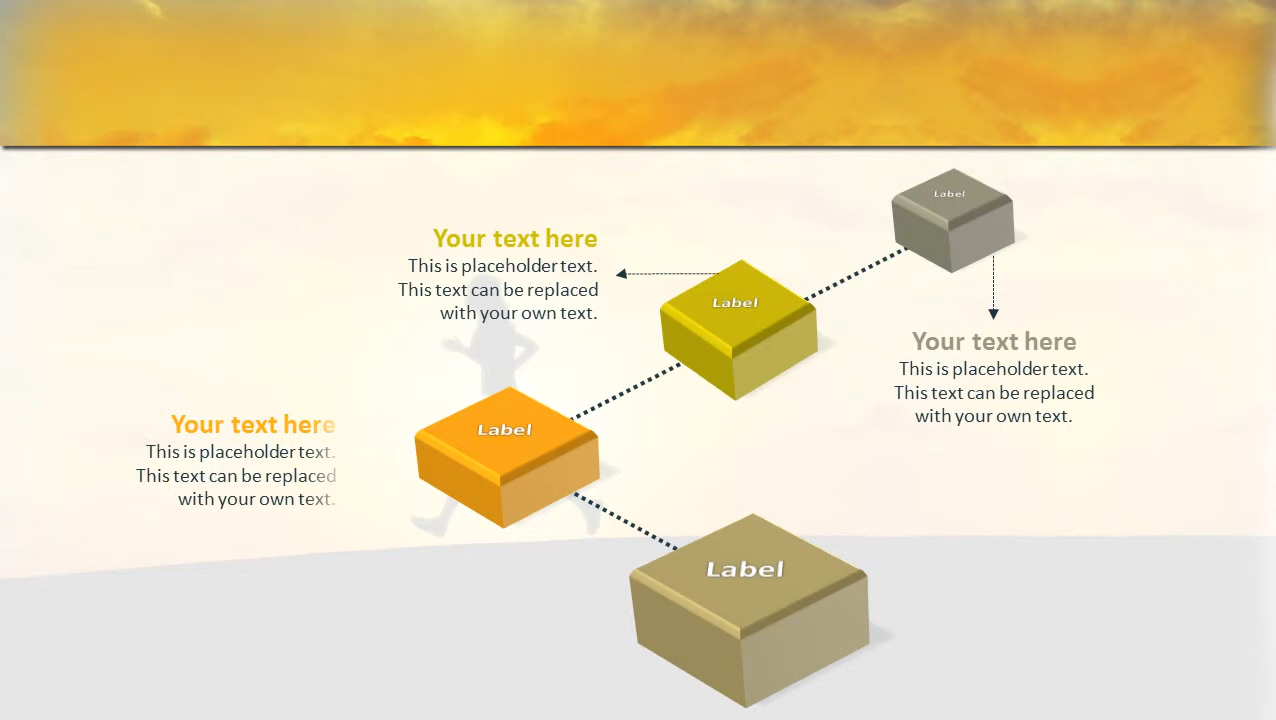 Label
Your text here
This is placeholder text.
This text can be replaced
with your own text.
Label
Your text here
This is placeholder text.
This text can be replaced
with your own text.
Label
Your text here
This is placeholder text.
This text can be replaced
with your own text.
Label